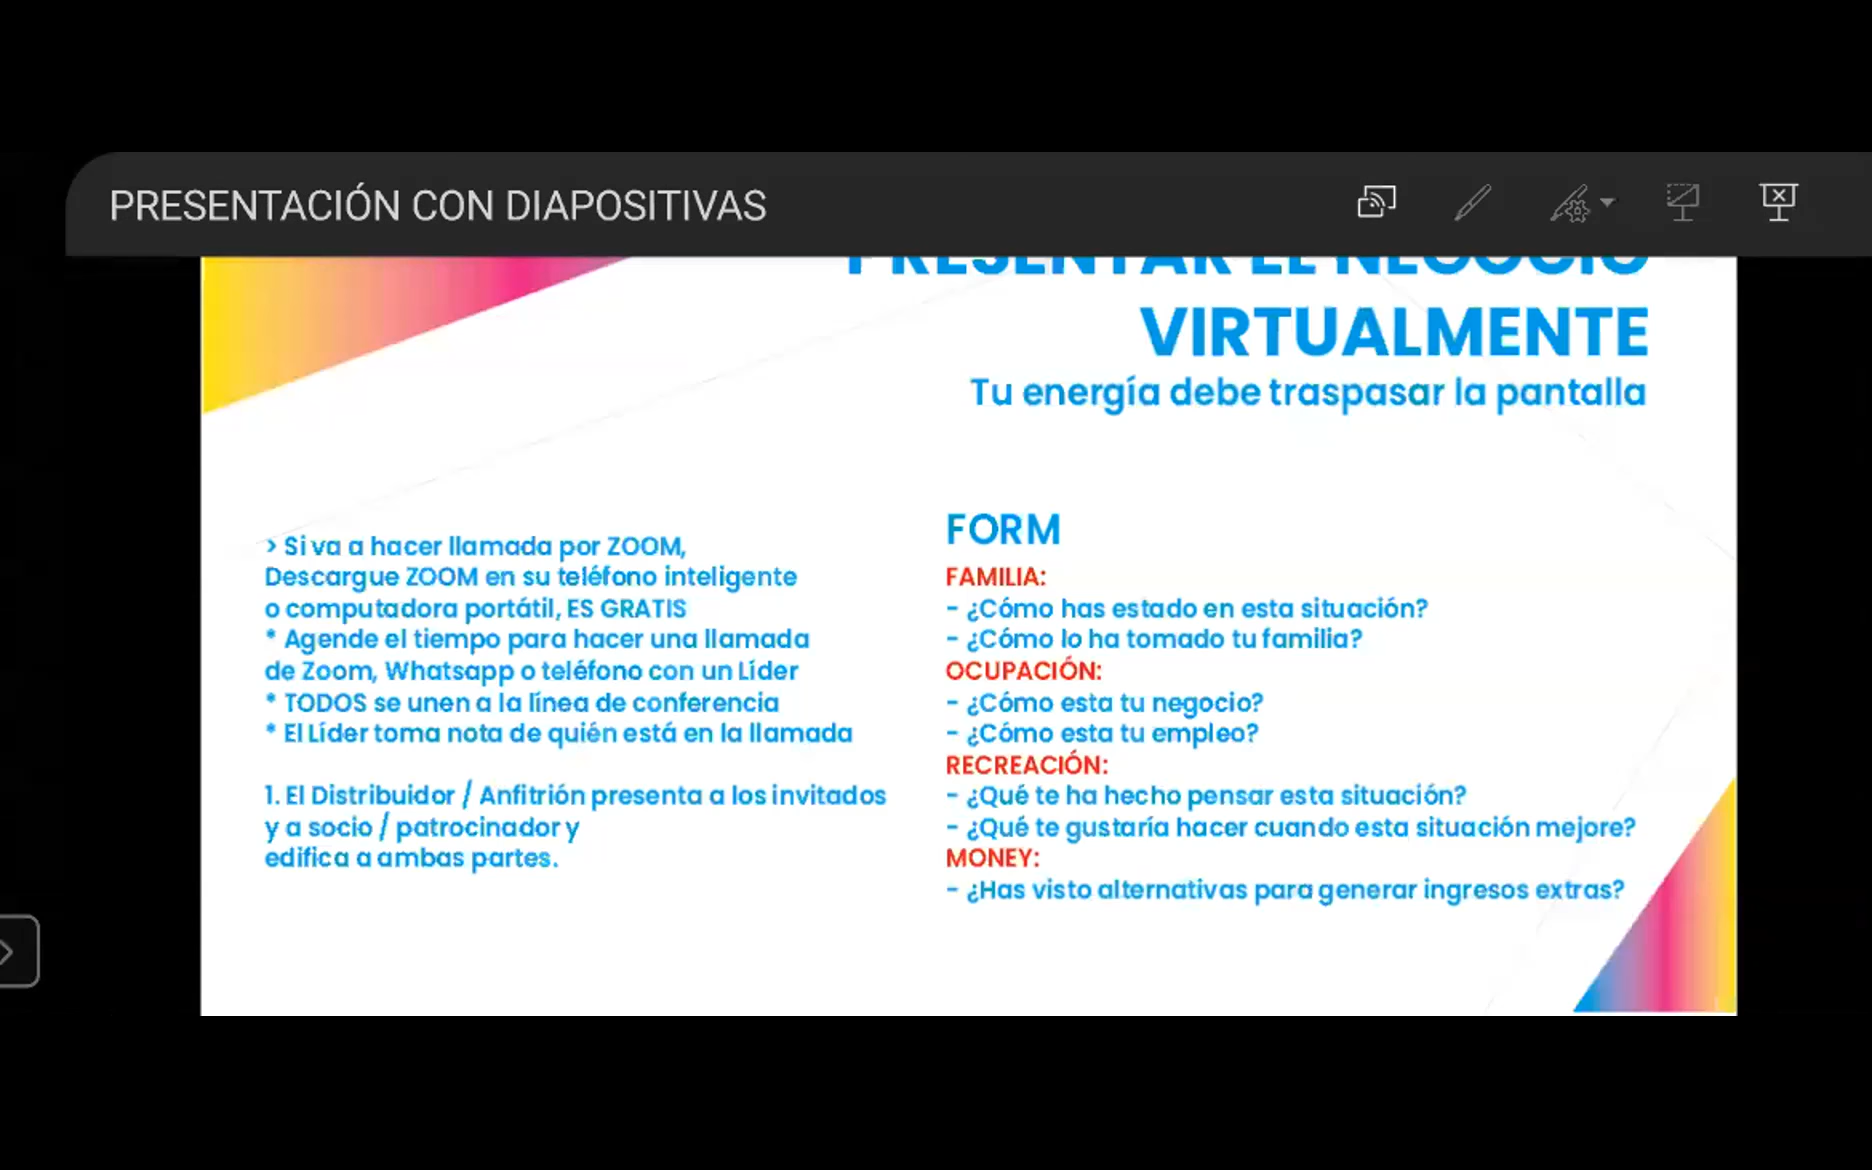 PRESENTACIÓN CON DIAPOSITIVAS
PRESENTAR EL NEGOCIO
VIRTUALMENTE
Tu energía debe traspasar la pantalla
> Si va a hacer llamada por ZOOM,
Descargue ZOOM en su teléfono inteligente
o computadora portátil, ES GRATIS
* Agende el tiempo para hacer una llamada
de Zoom, Whatsapp o teléfono con un Líder
* TODOS se unen a la línea de conferencia
* El Líder toma nota de quién está en la llamada
1. El Distribuidor / Anfitrión presenta a los invitados
y a socio / patrocinador y
edifica a ambas partes.
FORM
FAMILIA:
- ¿Cómo has estado en esta situación?
- ¿Cómo lo ha tomado tu familia?
OCUPACIÓN:
- ¿Cómo esta tu negocio?
- ¿Cómo esta tu empleo?
RECREACIÓN:
- ¿Qué te ha hecho pensar esta situación?
- ¿Qué te gustaría hacer cuando esta situación mejore?
MONEY:
- ¿Has visto alternativas para generar ingresos extras?